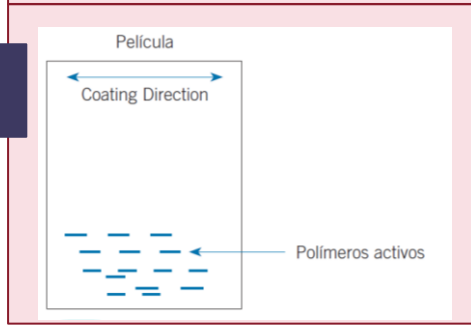 Película
Coating Direction
Polímeros activos